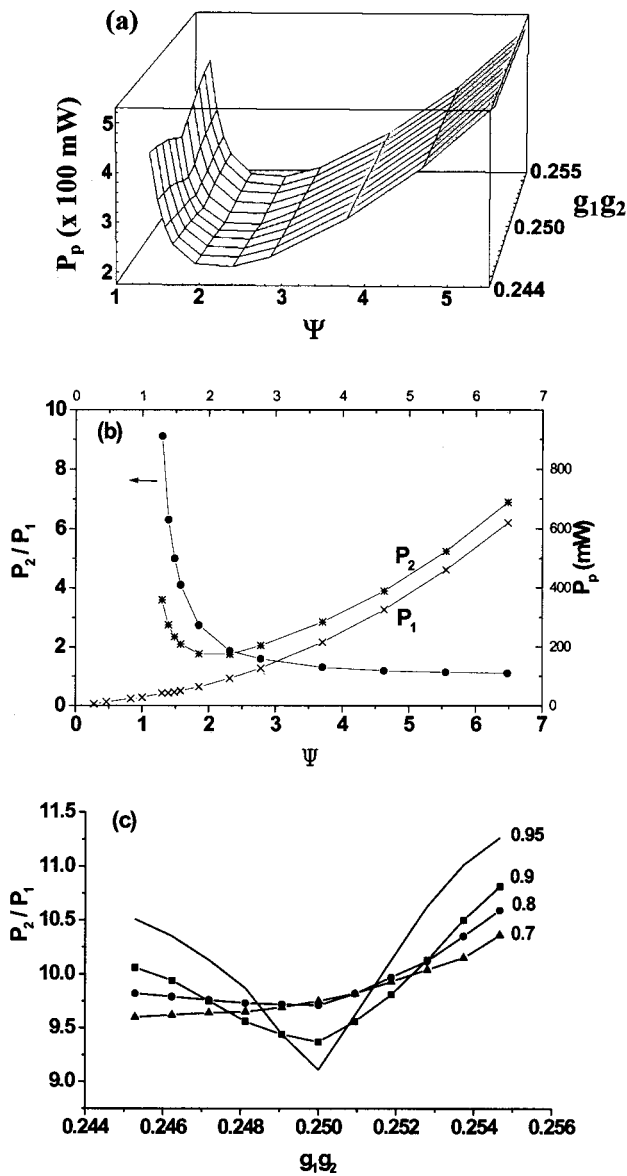 (a)
5
4
3
2
P_p (x 100 mW)
1 2 3 4 5
Ψ
0.255
0.250
0.244
g₁g₂
0 1 2 3 4 5 6 7
(b)
10
8
6
4
2
0
P₂ / P₁
P₂
P₁
800
600
400
200
0
P_p (mW)
0 1 2 3 4 5 6 7
Ψ
(c)
11.5
11.0
10.5
10.0
9.5
9.0
P₂ / P₁
0.95
0.9
0.8
0.7
0.244 0.246 0.248 0.250 0.252 0.254 0.256
g₁g₂